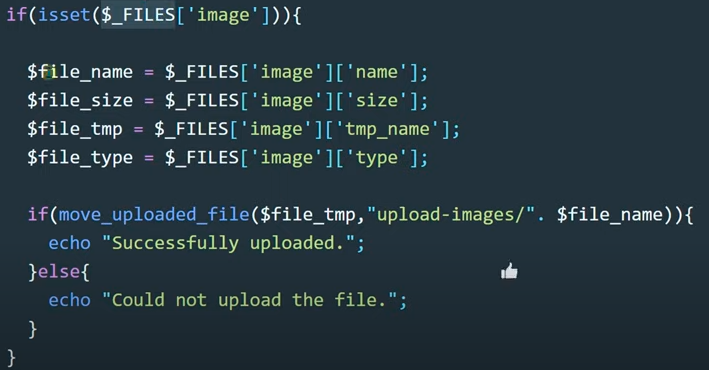 if(isset($_FILES['image'])){
$file_name = $_FILES['image']['name'];
$file_size = $_FILES['image']['size'];
$file_tmp = $_FILES['image']['tmp_name'];
$file_type = $_FILES['image']['type'];
if(move_uploaded_file($file_tmp,"upload-images/". $file_name)){
echo "Successfully uploaded.";
}else{
echo "Could not upload the file.";
}
}